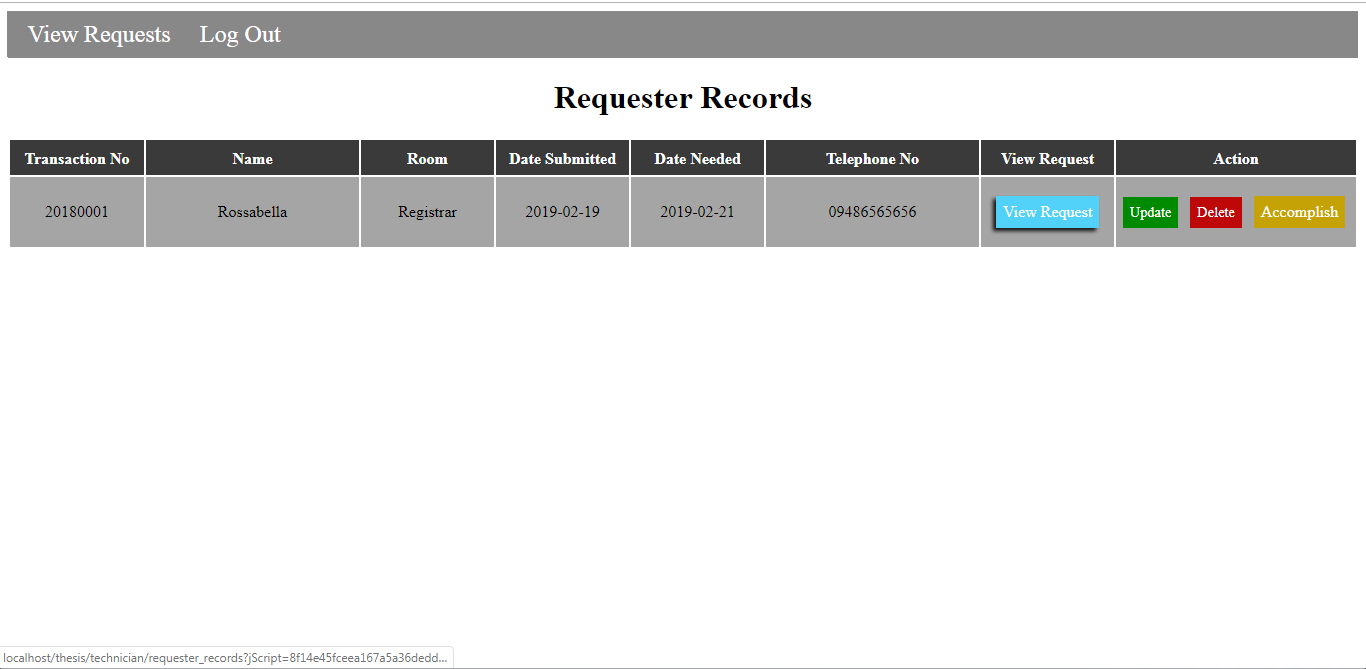 View Requests Log Out
Requester Records
Transaction No Name Room Date Submitted Date Needed Telephone No View Request Action
20180001 Rossabella Registrar 2019-02-19 2019-02-21 09486565656 View Request Update Delete Accomplish
localhost/thesis/technician/requester_records?jScript=8f14e45fceea167a5a36dedd...